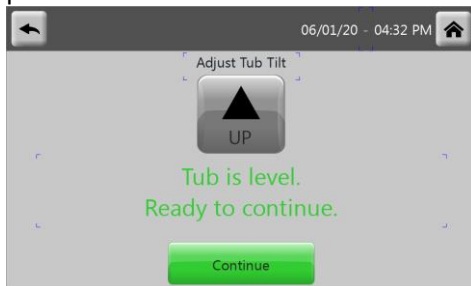 06/01/20 - 04:32 PM
Adjust Tub Tilt
UP
Tub is level.
Ready to continue.
Continue